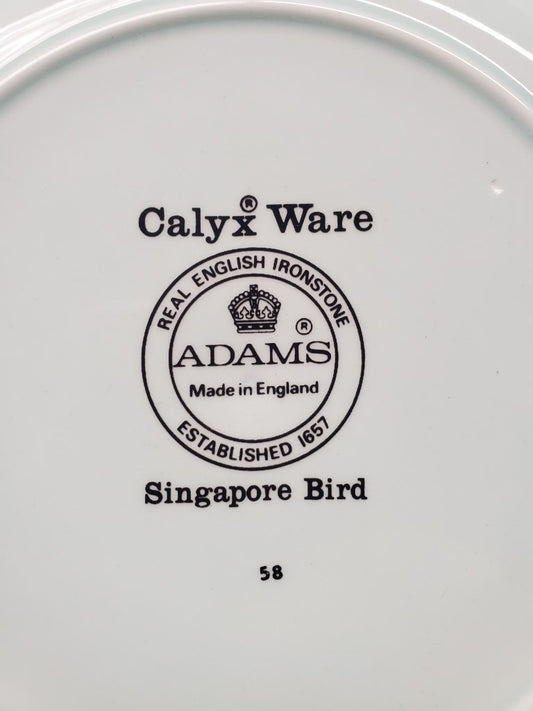 Calyx® Ware
REAL ENGLISH IRONSTONE
®
ADAMS
Made in England
ESTABLISHED 1657
Singapore Bird
58